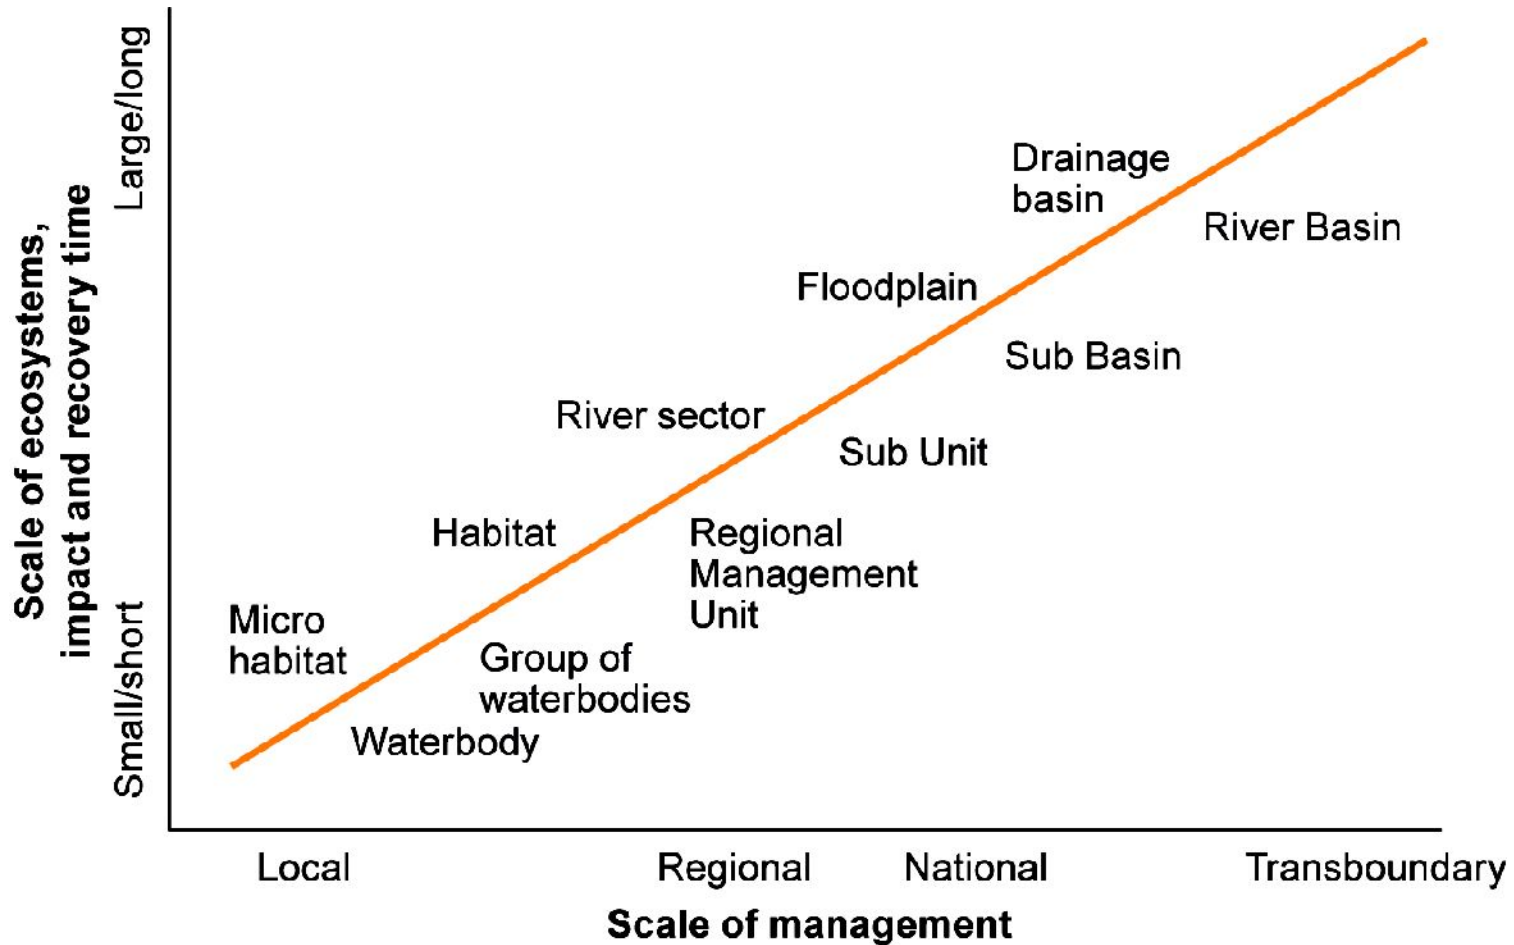 Large/long
Scale of ecosystems,
impact and recovery time
Small/short
Drainage
basin
River Basin
Floodplain
Sub Basin
River sector
Sub Unit
Habitat
Regional
Management
Unit
Micro
habitat
Group of
waterbodies
Waterbody
Local
Regional
National
Transboundary
Scale of management